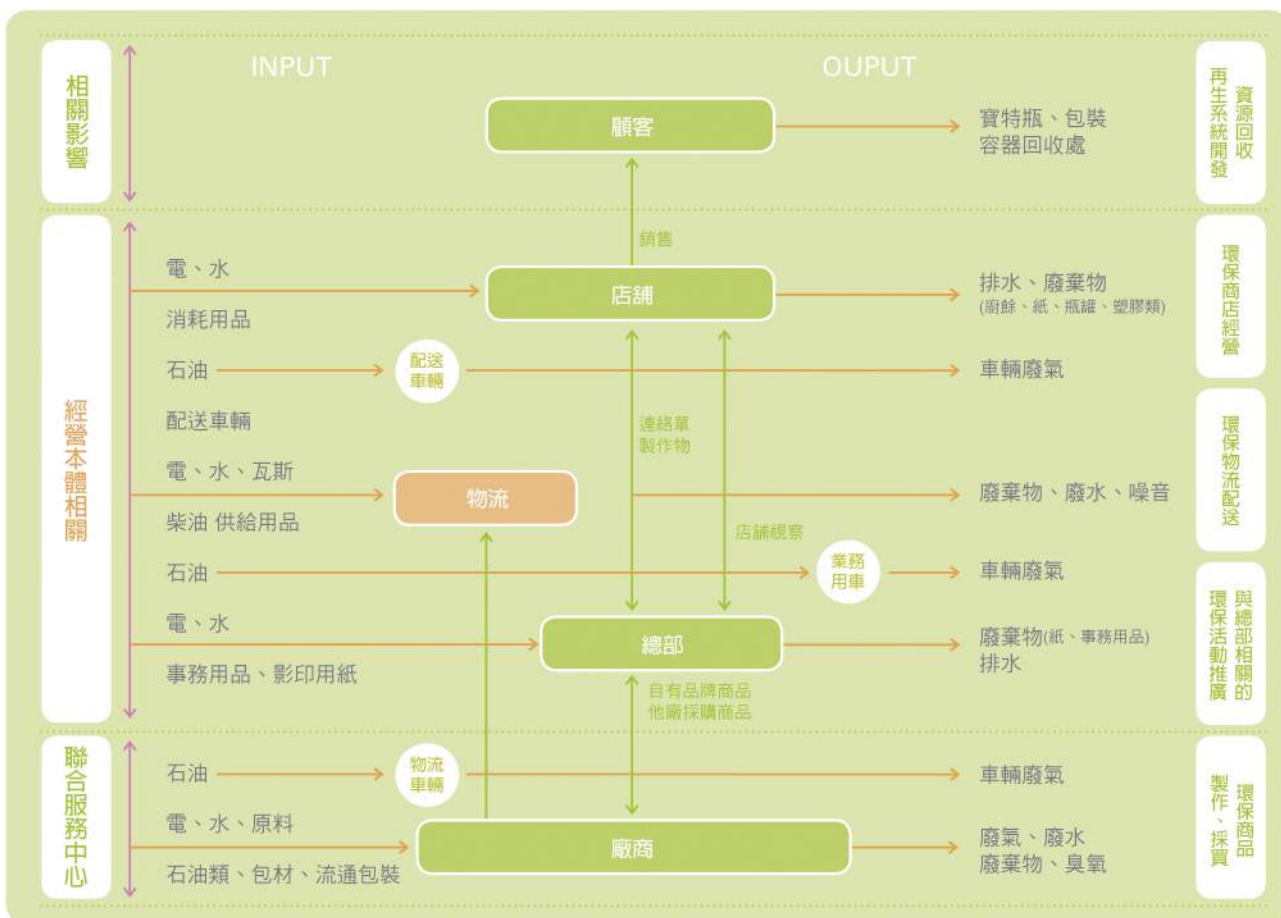 INPUT
OUPUT
相關影響
顧客
寶特瓶、包裝
容器回收處
資源回收
再生系統開發
銷售
經營本體相關
電、水
消耗用品
店舖
排水、廢棄物
(廚餘、紙、瓶罐、塑膠類)
環保商店經營
石油
配送
車輛
車輛廢氣
配送車輛
連絡單
製作物
電、水、瓦斯
柴油 供給用品
物流
廢棄物、廢水、噪音
環保物流配送
店舖視察
石油
業務
用車
車輛廢氣
電、水
事務用品、影印用紙
總部
廢棄物(紙、事務用品)
排水
與總部相關的
環保活動推廣
自有品牌商品
他廠採購商品
聯合服務中心
石油
物流
車輛
車輛廢氣
電、水、原料
石油類、包材、流通包裝
廠商
廢氣、廢水
廢棄物、臭氧
環保商品
製作、採買